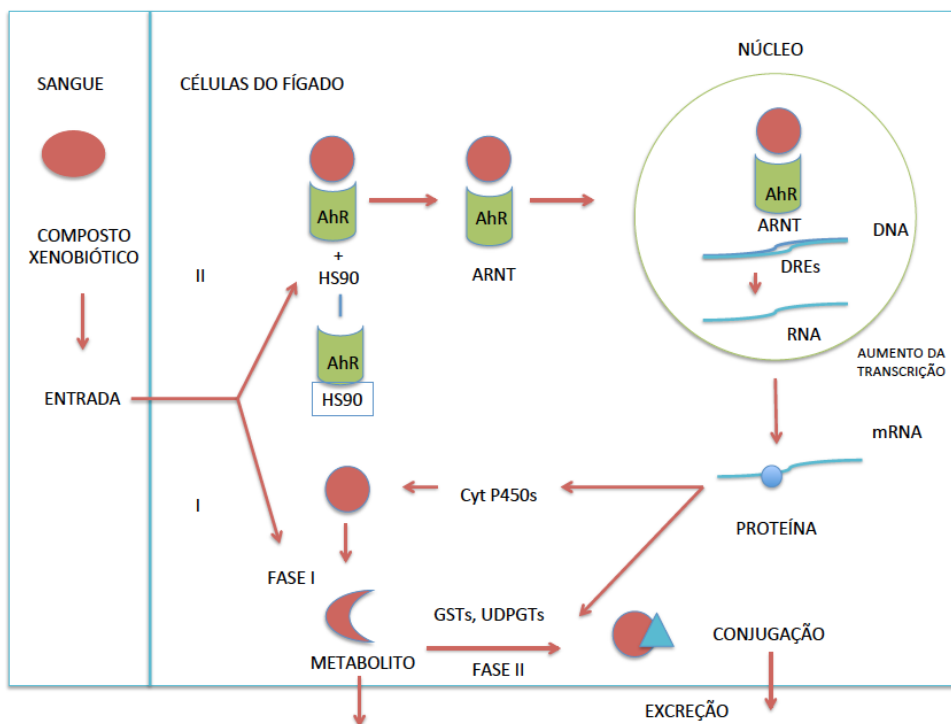 NÚCLEO
SANGUE
CÉLULAS DO FÍGADO
AhR
AhR
AhR
ARNT
DNA
COMPOSTO
XENOBIÓTICO
+
HS90
ARNT
DREs
II
RNA
AhR
AUMENTO DA
TRANSCRIÇÃO
ENTRADA
HS90
mRNA
I
Cyt P450s
PROTEÍNA
FASE I
GSTs, UDPGTs
CONJUGAÇÃO
METABOLITO
FASE II
EXCREÇÃO